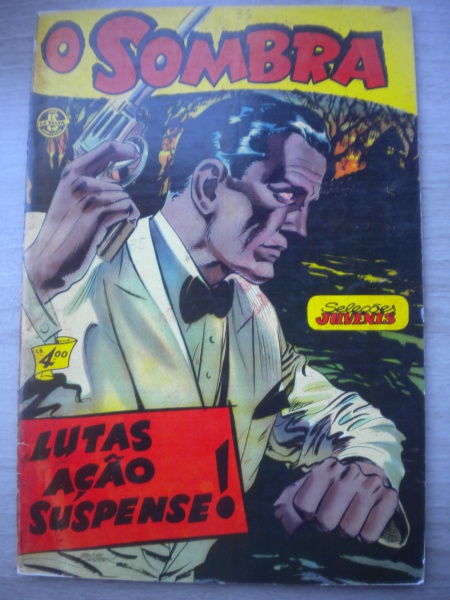 O SOMBRA
Seleções
JUVENIS
CR$
4,00
LUTAS
AÇÃO
SUSPENSE!